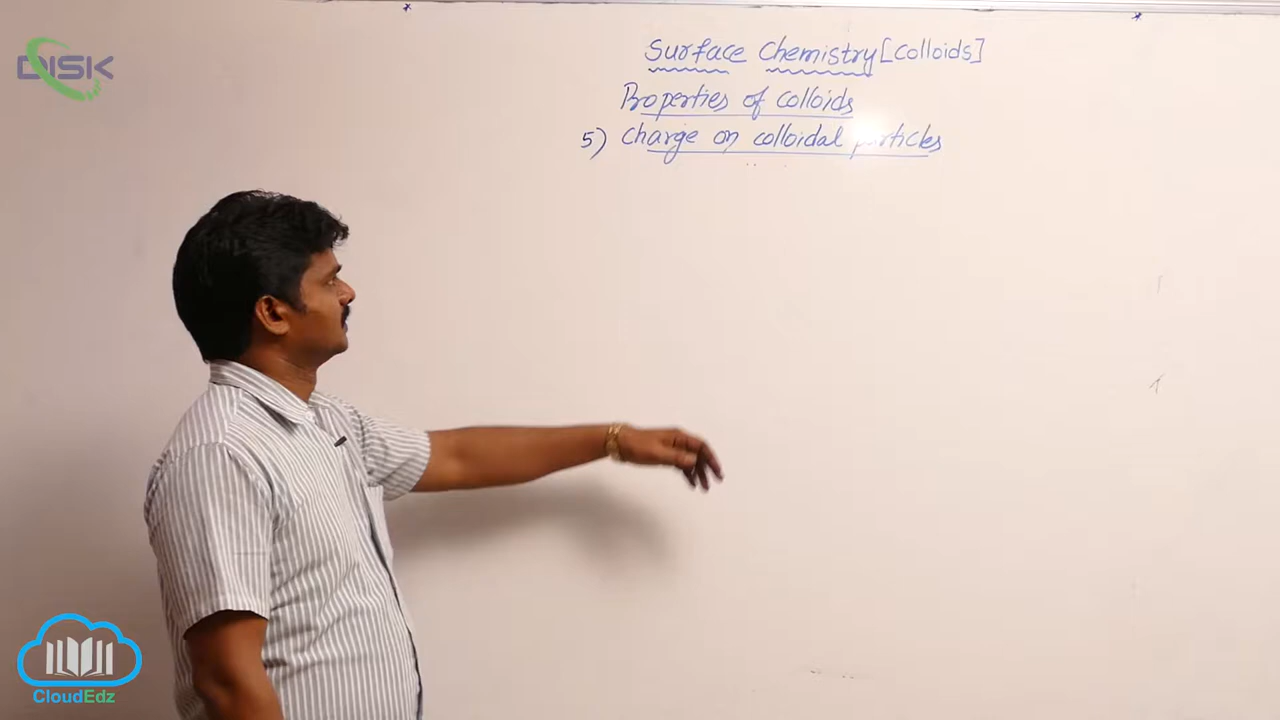 DISK
Surface Chemistry [Colloids]
Properties of colloids
5) Charge on colloidal particles
CloudEdz